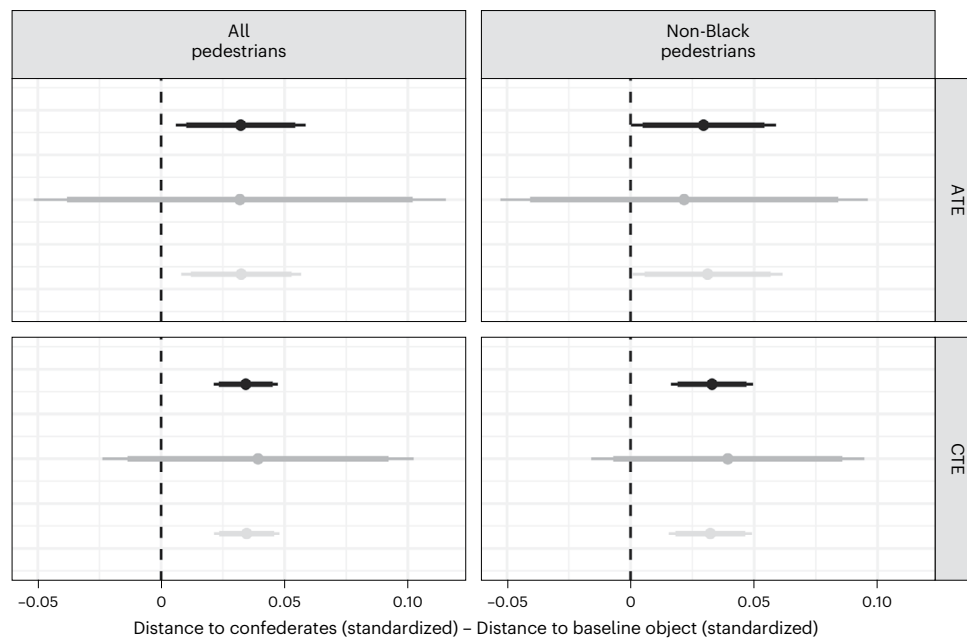 All
pedestrians
Non-Black
pedestrians
ATE
CTE
–0.05
0
0.05
0.10
–0.05
0
0.05
0.10
Distance to confederates (standardized) – Distance to baseline object (standardized)